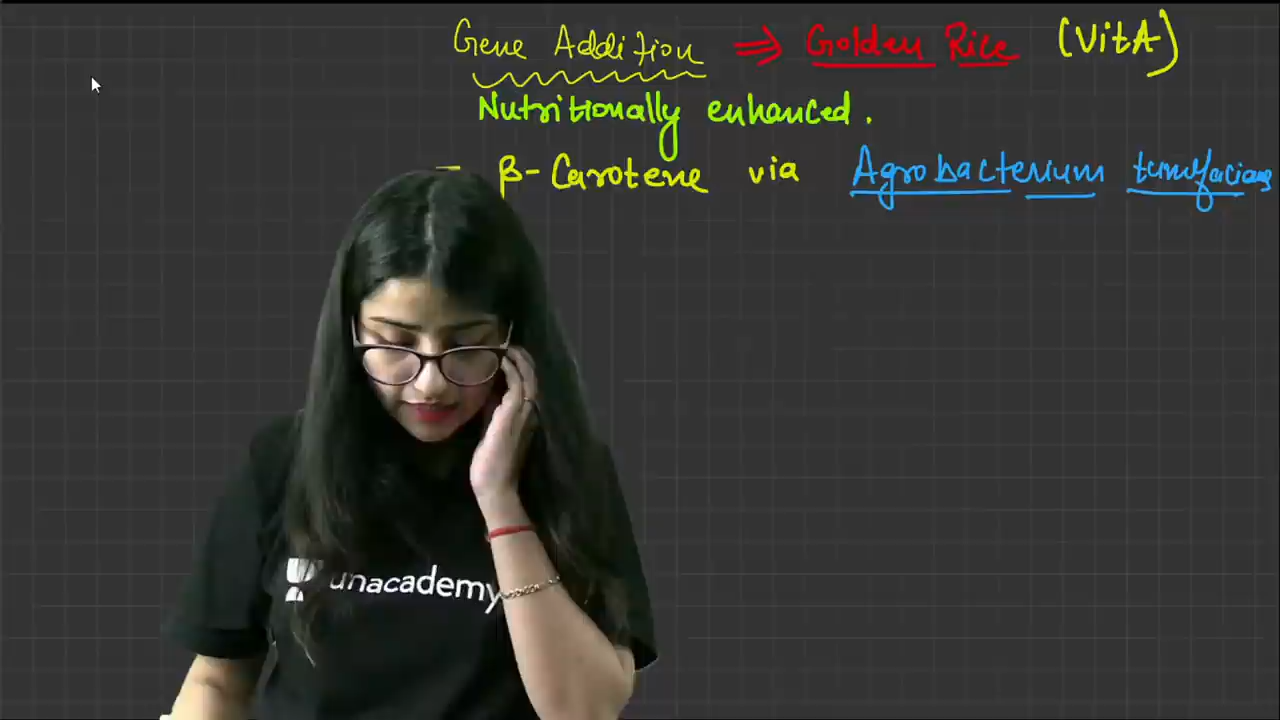 Gene Addition ⇒ Golden Rice (VitA)
Nutritionally enhanced.
- β-Carotene via Agrobacterium tumefaciens
unacademy